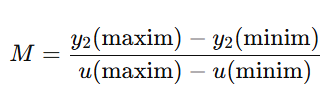 M = y₂(maxim) − y₂(minim) / u(maxim) − u(minim)